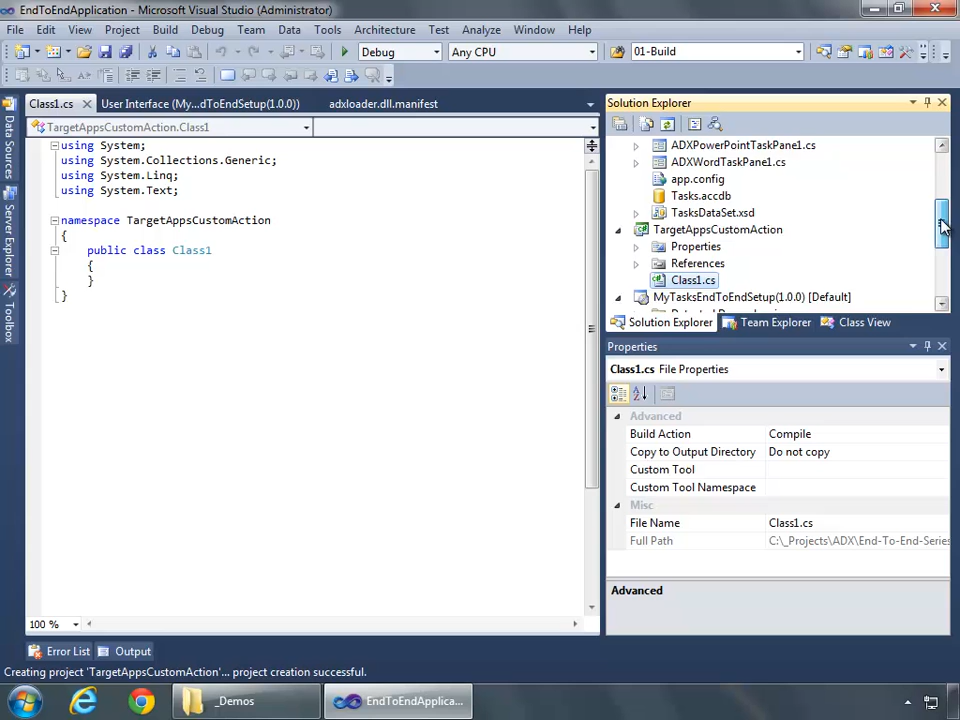 EndToEndApplication - Microsoft Visual Studio (Administrator)
File Edit View Project Build Debug Team Data Tools Architecture Test Analyze Window Help
Debug Any CPU 01-Build
Class1.cs User Interface (My...dToEndSetup(1.0.0)) adxloader.dll.manifest
TargetAppsCustomAction.Class1
Data Sources
Server Explorer
Toolbox
using System;
using System.Collections.Generic;
using System.Linq;
using System.Text;
namespace TargetAppsCustomAction
{
public class Class1
{
}
}
100 %
Solution Explorer
ADXPowerPointTaskPane1.cs
ADXWordTaskPane1.cs
app.config
Tasks.accdb
TasksDataSet.xsd
TargetAppsCustomAction
Properties
References
Class1.cs
MyTasksEndToEndSetup(1.0.0) [Default]
Solution Explorer Team Explorer Class View
Properties
Class1.cs File Properties
Advanced
Build Action Compile
Copy to Output Directory Do not copy
Custom Tool
Custom Tool Namespace
Misc
File Name Class1.cs
Full Path C:\_Projects\ADX\End-To-End-Series
Advanced
Error List Output
Creating project 'TargetAppsCustomAction'... project creation successful.
_Demos EndToEndApplica...